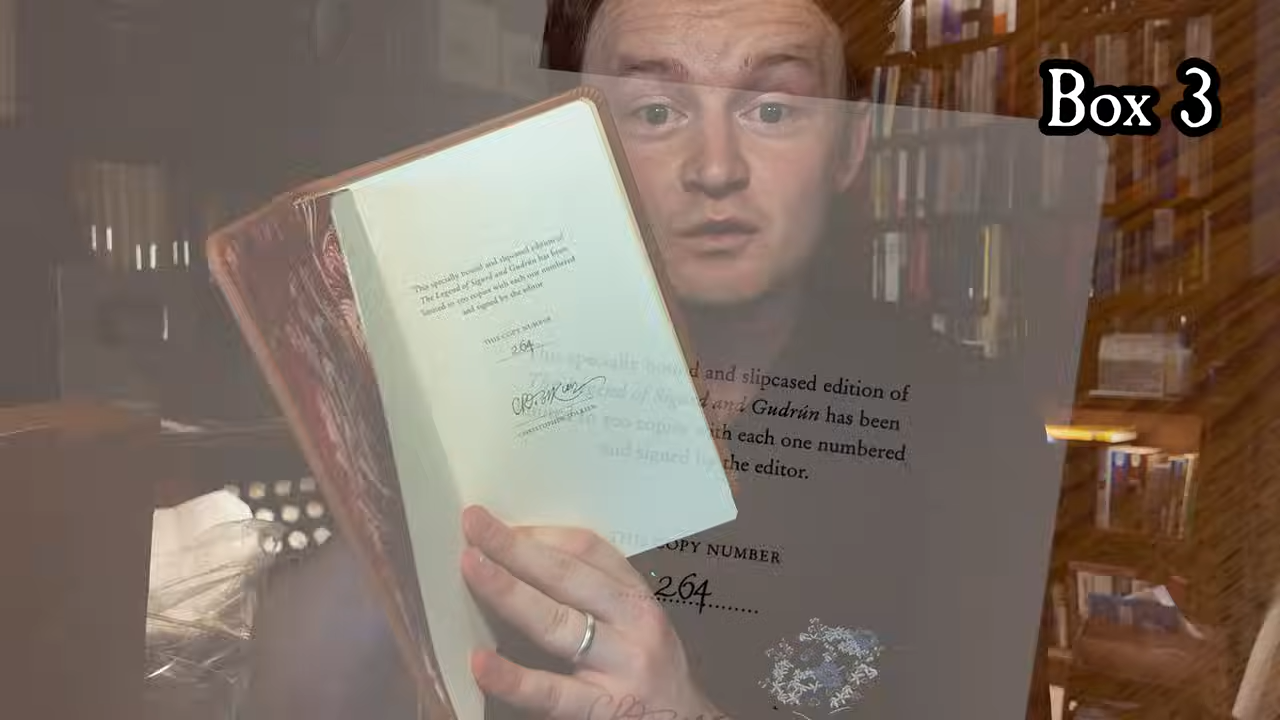 Box 3
This specially bound and slipcased edition of
The Legend of Sigurd and Gudrún has been
limited to 500 copies with each one numbered
and signed by the editor
THIS COPY NUMBER
264
CHRISTOPHER TOLKIEN
This specially bound and slipcased edition of
The Legend of Sigurd and Gudrún has been
limited to 500 copies with each one numbered
and signed by the editor.
THIS COPY NUMBER
264